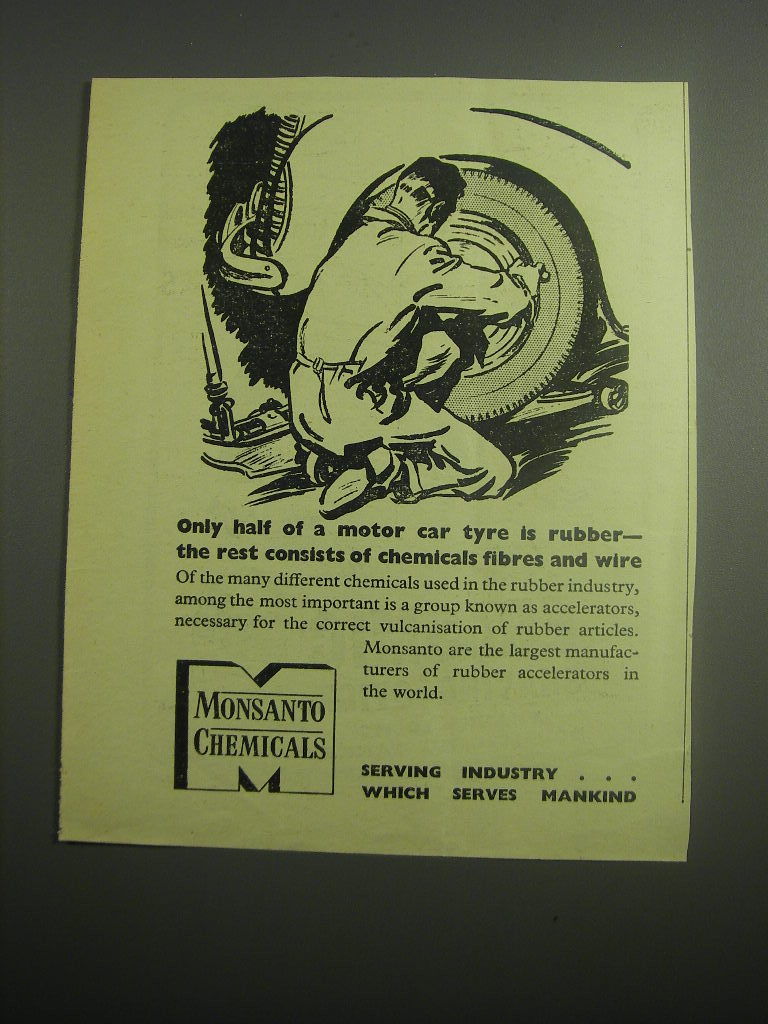 Only half of a motor car tyre is rubber—
the rest consists of chemicals fibres and wire
Of the many different chemicals used in the rubber industry,
among the most important is a group known as accelerators,
necessary for the correct vulcanisation of rubber articles.
Monsanto are the largest manufac-
turers of rubber accelerators in
the world.
MONSANTO
CHEMICALS
SERVING INDUSTRY . . .
WHICH SERVES MANKIND